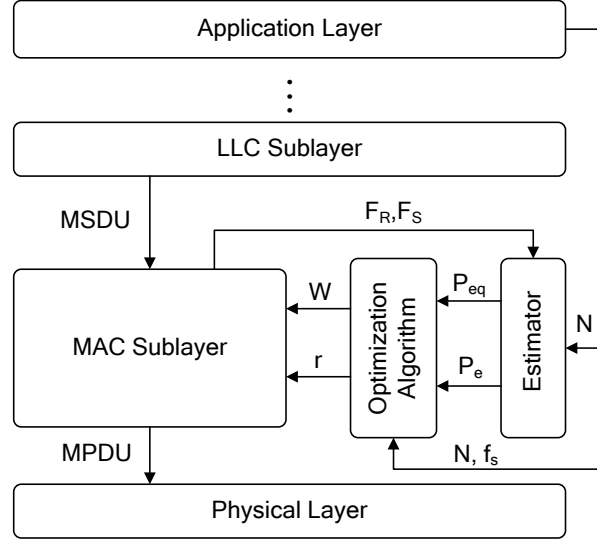 Application Layer
LLC Sublayer
MSDU
F_R,F_S
MAC Sublayer
W
r
Optimization
Algorithm
P_eq
P_e
Estimator
N
MPDU
N, f_s
Physical Layer